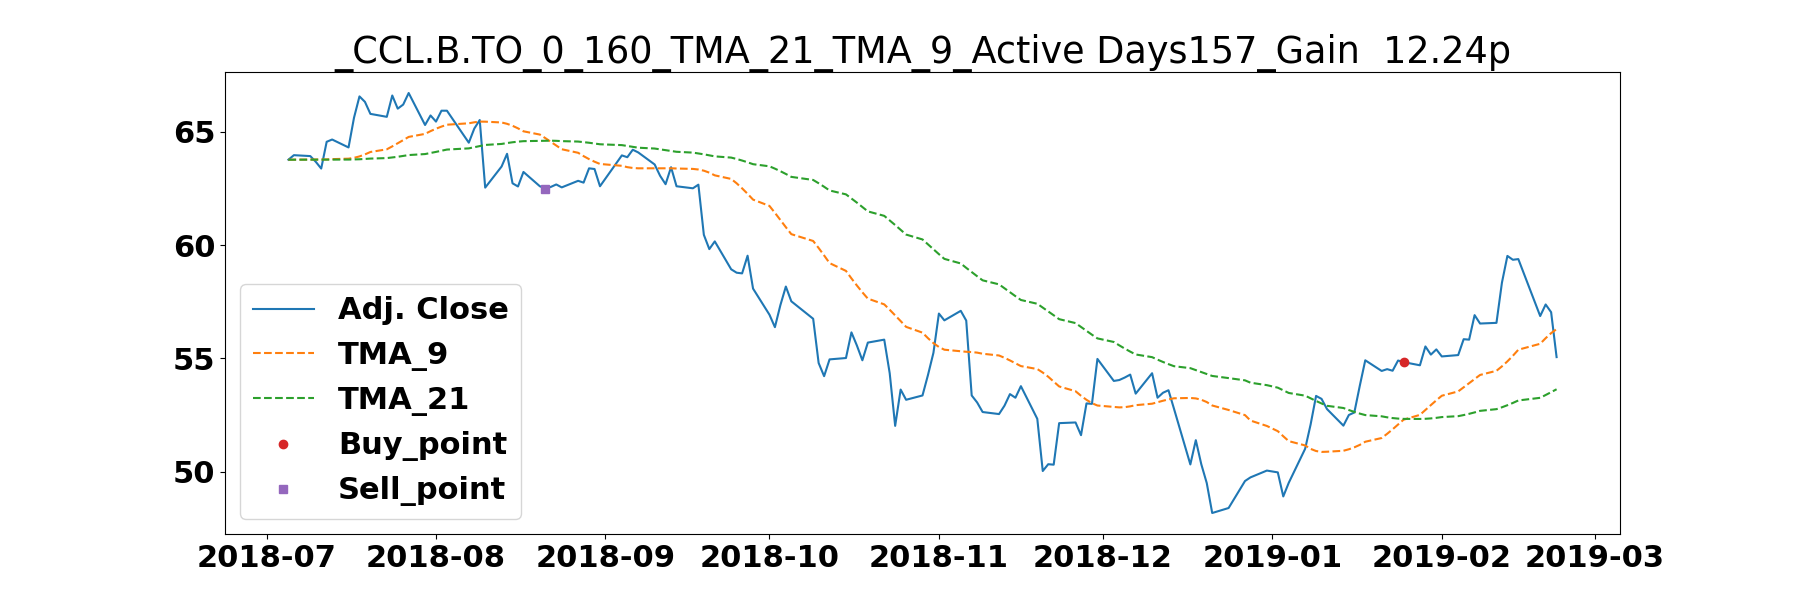 _CCL.B.TO_0_160_TMA_21_TMA_9_Active Days157_Gain  12.24p
65
60
55
50
Adj. Close
TMA_9
TMA_21
Buy_point
Sell_point
2018-07 2018-08 2018-09 2018-10 2018-11 2018-12 2019-01 2019-02 2019-03